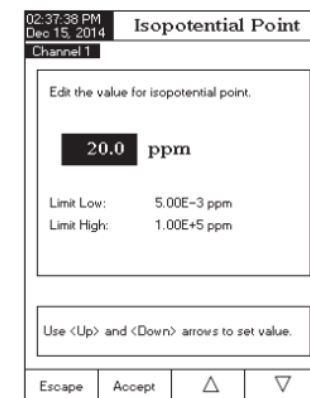 02:37:38 PM
Dec 15, 2014
Isopotential Point
Channel 1
Edit the value for isopotential point.
20.0 ppm
Limit Low: 5.00E-3 ppm
Limit High: 1.00E+5 ppm
Use <Up> and <Down> arrows to set value.
Escape Accept △ ▽